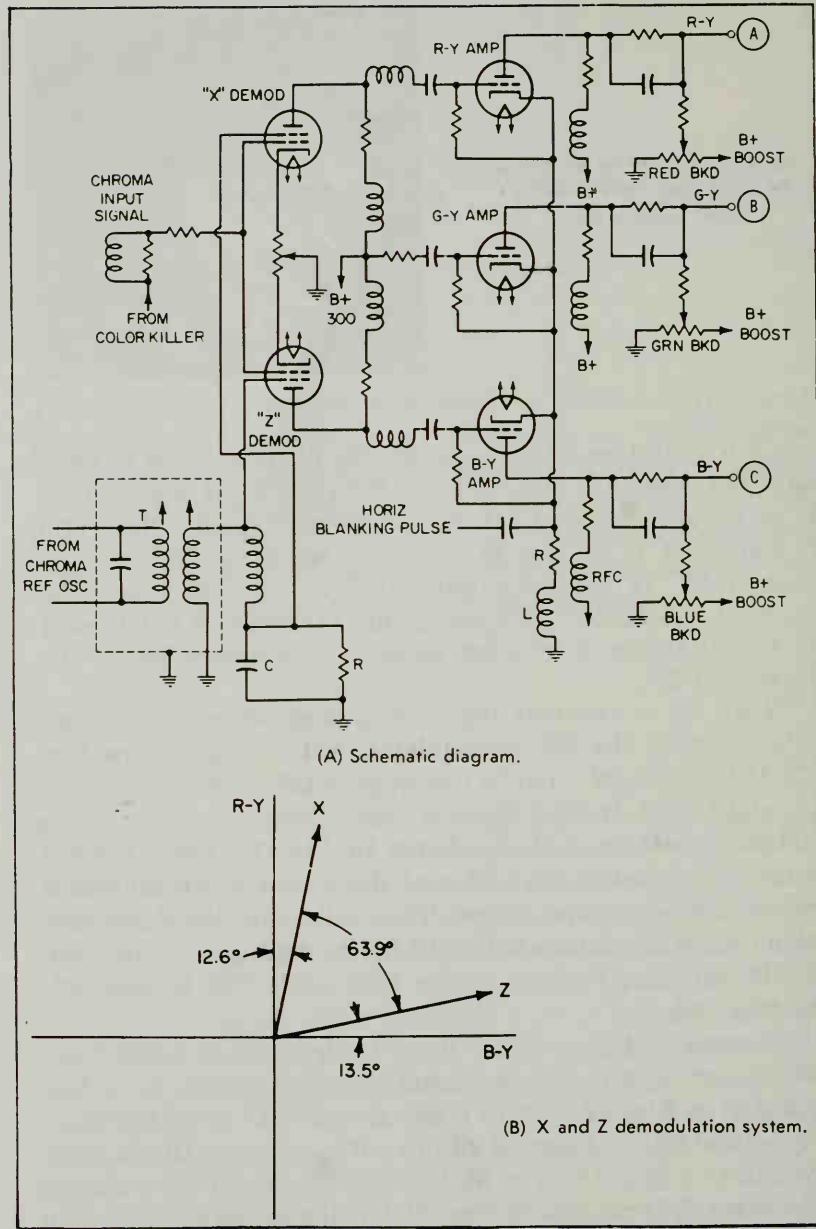 R-Y
A
R-Y AMP
"X" DEMOD
B+
BOOST
RED BKD
CHROMA
INPUT
SIGNAL
B+
G-Y
B
G-Y AMP
B+
300
FROM
COLOR KILLER
B+
BOOST
GRN BKD
B+
"Z"
DEMOD
B-Y
AMP
B-Y
C
HORIZ
BLANKING PULSE
FROM
CHROMA
REF OSC
T
R
RFC
L
B+
BOOST
BLUE
BKD
C
R
(A) Schematic diagram.
R-Y
X
12.6°
63.9°
Z
B-Y
13.5°
(B) X and Z demodulation system.